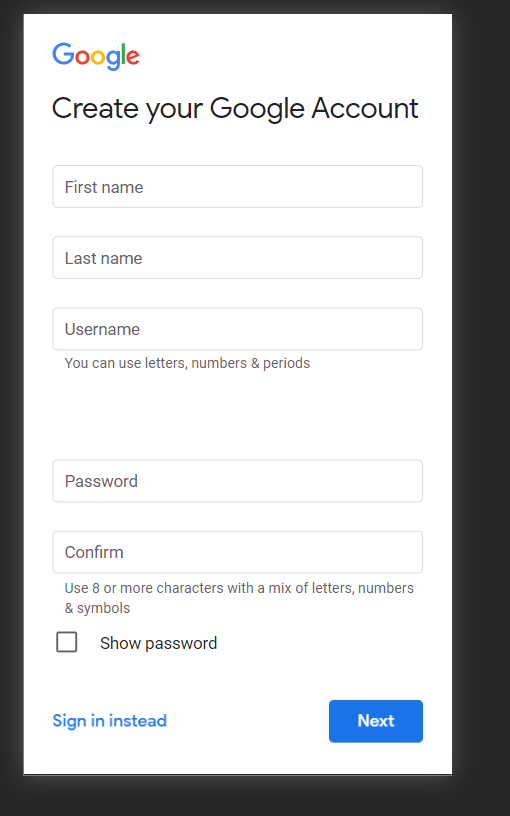 Google
Create your Google Account
First name
Last name
Username
You can use letters, numbers & periods
Password
Confirm
Use 8 or more characters with a mix of letters, numbers
& symbols
Show password
Sign in instead
Next